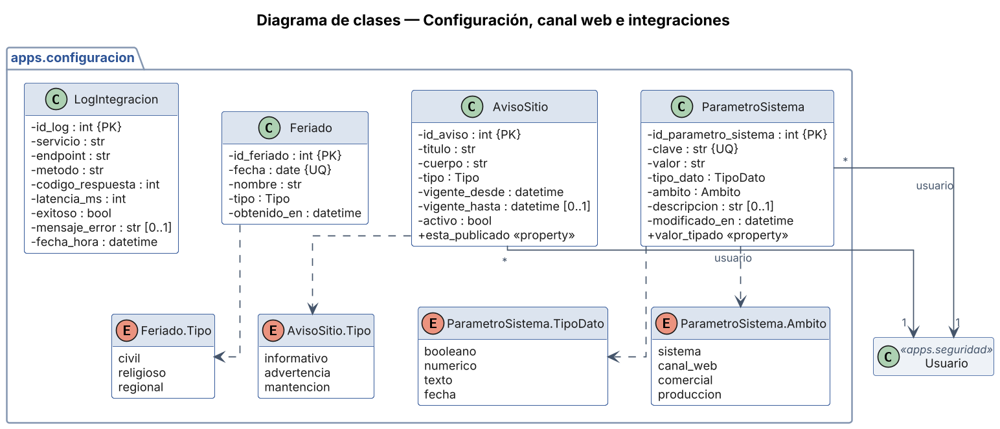 Diagrama de clases — Configuración, canal web e integraciones
apps.configuracion
C LogIntegracion
-id_log : int {PK}
-servicio : str
-endpoint : str
-metodo : str
-codigo_respuesta : int
-latencia_ms : int
-exitoso : bool
-mensaje_error : str [0..1]
-fecha_hora : datetime
C Feriado
-id_feriado : int {PK}
-fecha : date {UQ}
-nombre : str
-tipo : Tipo
-obtenido_en : datetime
C AvisoSitio
-id_aviso : int {PK}
-titulo : str
-cuerpo : str
-tipo : Tipo
-vigente_desde : datetime
-vigente_hasta : datetime [0..1]
-activo : bool
+esta_publicado «property»
C ParametroSistema
-id_parametro_sistema : int {PK}
-clave : str {UQ}
-valor : str
-tipo_dato : TipoDato
-ambito : Ambito
-descripcion : str [0..1]
-modificado_en : datetime
+valor_tipado «property»
*
usuario
*
usuario
E Feriado.Tipo
civil
religioso
regional
E AvisoSitio.Tipo
informativo
advertencia
mantencion
E ParametroSistema.TipoDato
booleano
numerico
texto
fecha
E ParametroSistema.Ambito
sistema
canal_web
comercial
produccion
1
1
C «apps.seguridad»
Usuario